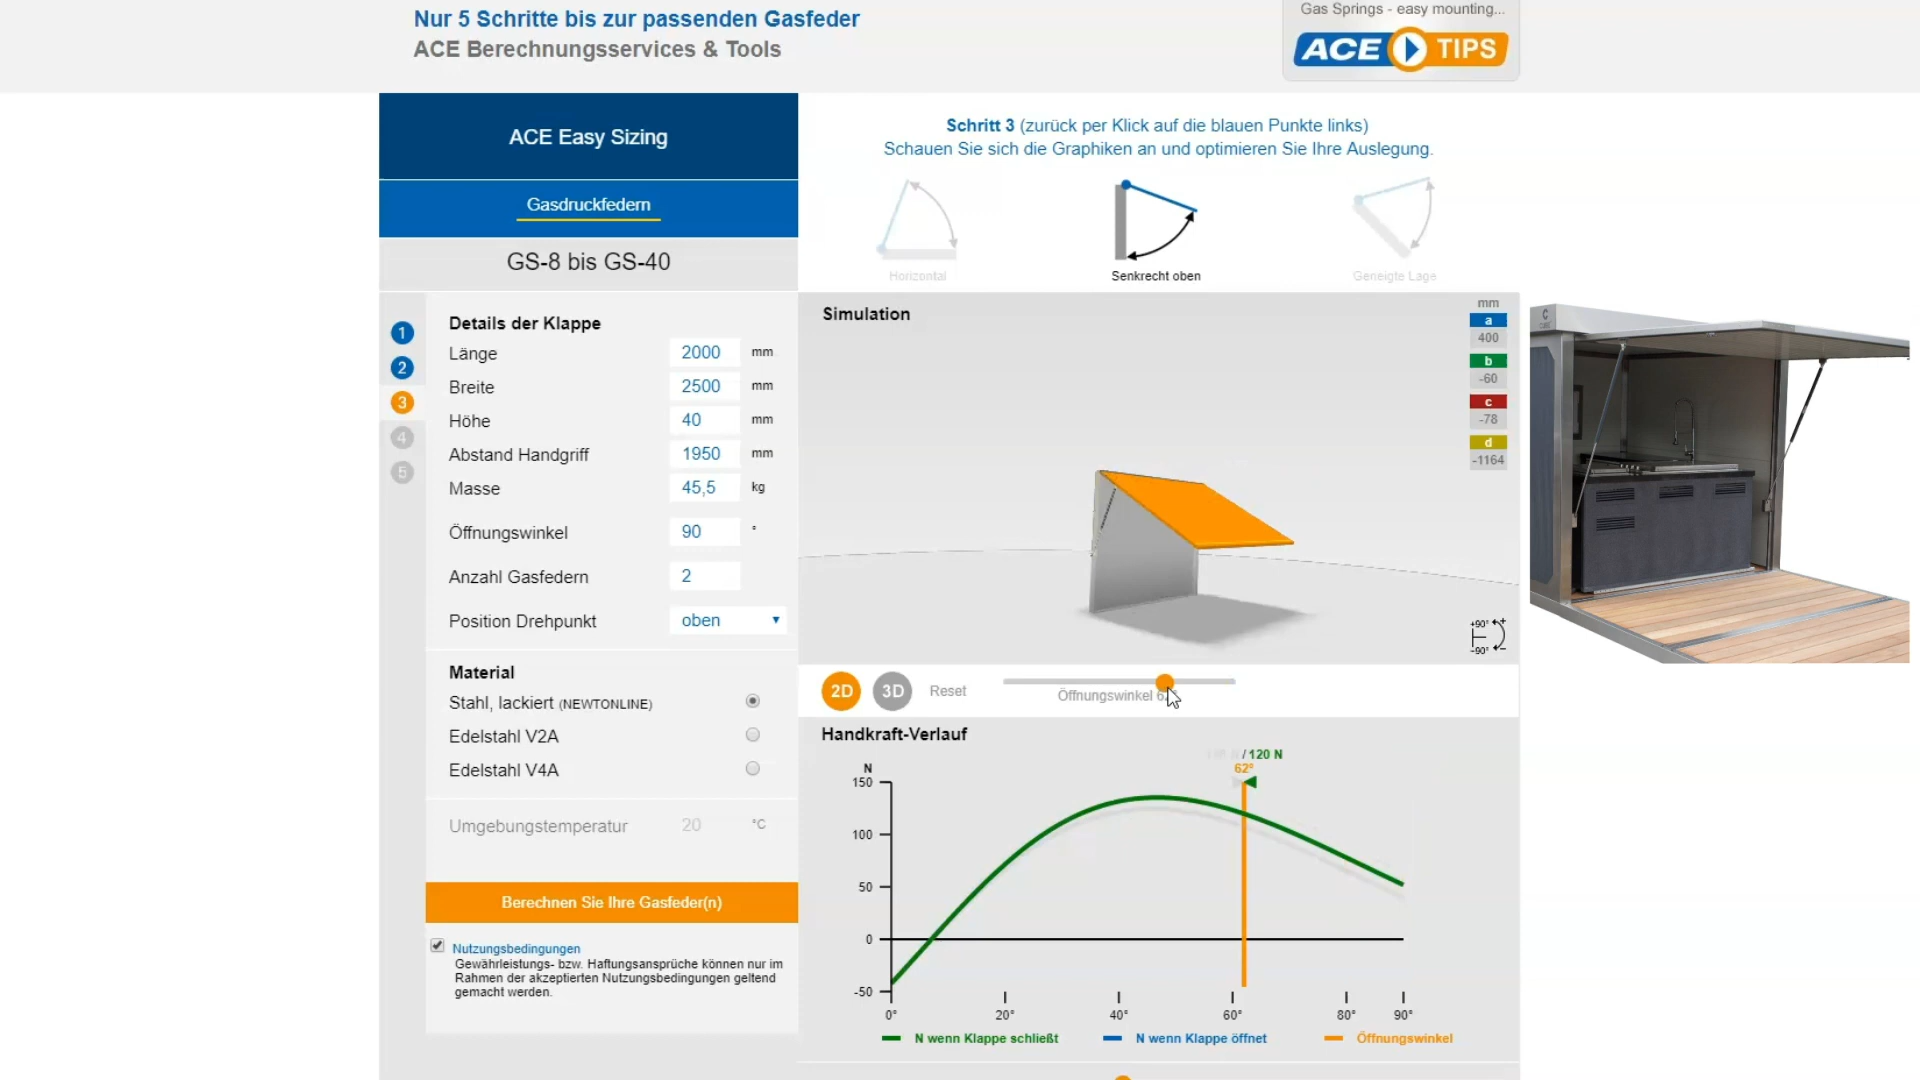 Nur 5 Schritte bis zur passenden Gasfeder
ACE Berechnungsservices & Tools
Gas Springs - easy mounting...
ACE TIPS
ACE Easy Sizing
Gasdruckfedern
GS-8 bis GS-40
Schritt 3 (zurück per Klick auf die blauen Punkte links)
Schauen Sie sich die Graphiken an und optimieren Sie Ihre Auslegung.
Horizontal
Senkrecht oben
Geneigte Lage
1
2
3
4
5
Details der Klappe
Länge 2000 mm
Breite 2500 mm
Höhe 40 mm
Abstand Handgriff 1950 mm
Masse 45,5 kg
Öffnungswinkel 90 °
Anzahl Gasfedern 2
Position Drehpunkt oben
Material
Stahl, lackiert (NEWTONLINE)
Edelstahl V2A
Edelstahl V4A
Umgebungstemperatur 20 °C
Berechnen Sie Ihre Gasfeder(n)
Nutzungsbedingungen
Gewährleistungs- bzw. Haftungsansprüche können nur im
Rahmen der akzeptierten Nutzungsbedingungen geltend
gemacht werden.
Simulation
mm
a
400
b
-60
c
-78
d
-1164
+90° +
-90° -
2D 3D Reset
Öffnungswinkel
Handkraft-Verlauf
/ 120 N
62°
N
150
100
50
0
-50
0° 20° 40° 60° 80° 90°
N wenn Klappe schließt N wenn Klappe öffnet Öffnungswinkel